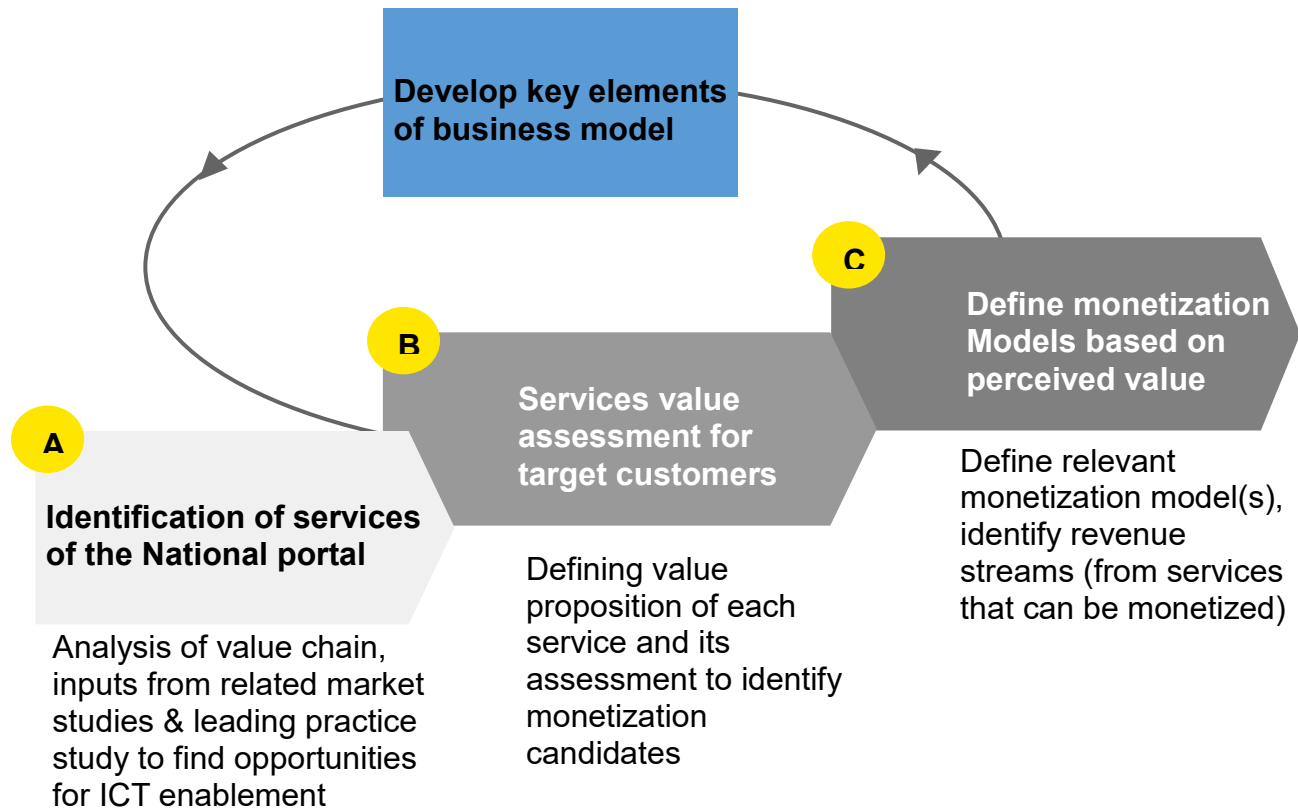 Develop key elements
of business model
C
Define monetization
Models based on
perceived value
B
Services value
assessment for
target customers
A
Identification of services
of the National portal
Define relevant
monetization model(s),
identify revenue
streams (from services
that can be monetized)
Defining value
proposition of each
service and its
assessment to identify
monetization
candidates
Analysis of value chain,
inputs from related market
studies & leading practice
study to find opportunities
for ICT enablement